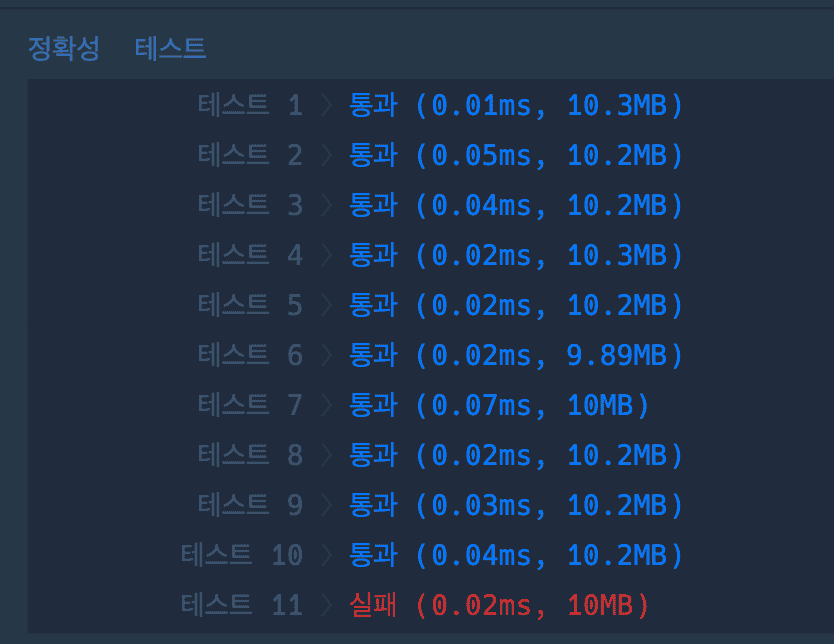 정확성 테스트
테스트 1 〉 통과 (0.01ms, 10.3MB)
테스트 2 〉 통과 (0.05ms, 10.2MB)
테스트 3 〉 통과 (0.04ms, 10.2MB)
테스트 4 〉 통과 (0.02ms, 10.3MB)
테스트 5 〉 통과 (0.02ms, 10.2MB)
테스트 6 〉 통과 (0.02ms, 9.89MB)
테스트 7 〉 통과 (0.07ms, 10MB)
테스트 8 〉 통과 (0.02ms, 10.2MB)
테스트 9 〉 통과 (0.03ms, 10.2MB)
테스트 10 〉 통과 (0.04ms, 10.2MB)
테스트 11 〉 실패 (0.02ms, 10MB)